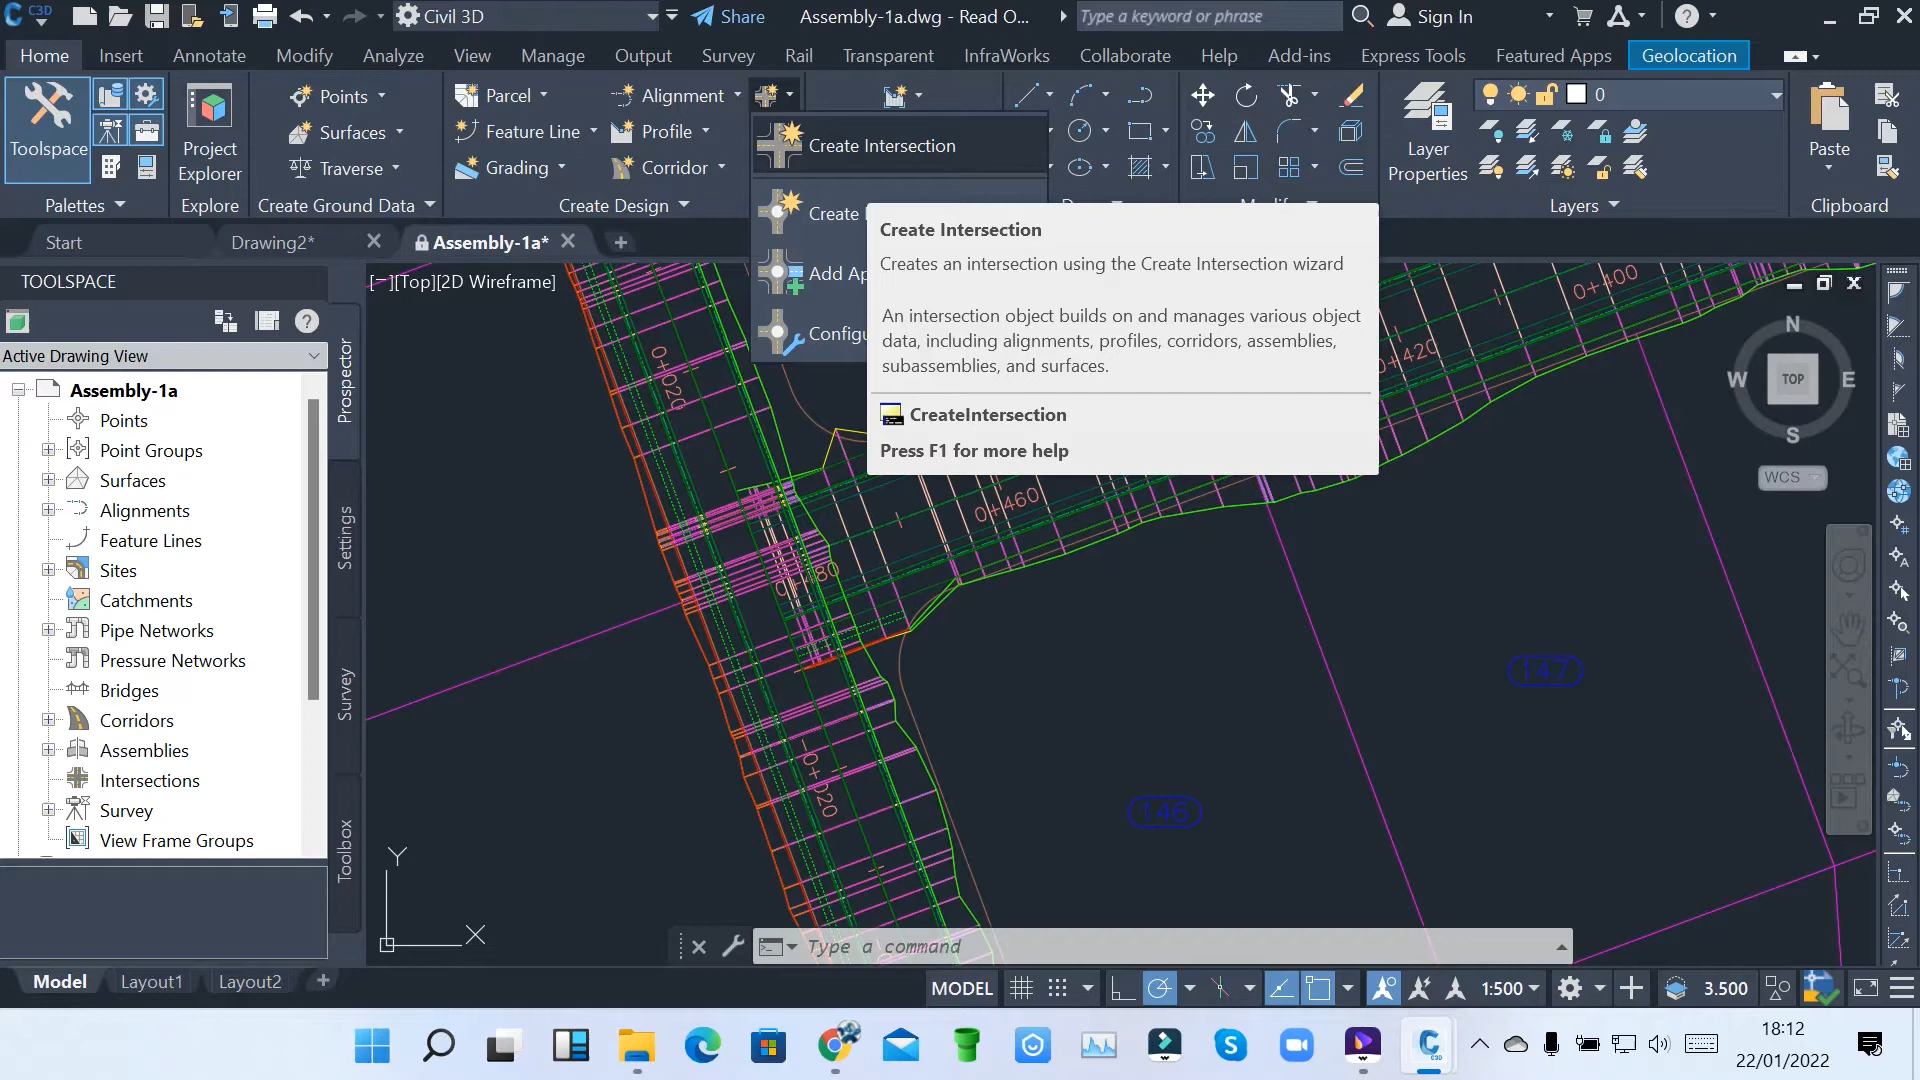 C3D
Civil 3D
Share
Assembly-1a.dwg - Read O...
Type a keyword or phrase
Sign In
Home
Insert
Annotate
Modify
Analyze
View
Manage
Output
Survey
Rail
Transparent
InfraWorks
Collaborate
Help
Add-ins
Express Tools
Featured Apps
Geolocation
Toolspace
Project
Explorer
Points
Surfaces
Traverse
Parcel
Feature Line
Grading
Alignment
Profile
Corridor
Create Intersection
Layer
Properties
0
Paste
Palettes
Explore
Create Ground Data
Create Design
Layers
Clipboard
Create
Add Ap
Configu
Create Intersection
Creates an intersection using the Create Intersection wizard
An intersection object builds on and manages various object
data, including alignments, profiles, corridors, assemblies,
subassemblies, and surfaces.
CreateIntersection
Press F1 for more help
Start
Drawing2*
Assembly-1a*
TOOLSPACE
Active Drawing View
Assembly-1a
Points
Point Groups
Surfaces
Alignments
Feature Lines
Sites
Catchments
Pipe Networks
Pressure Networks
Bridges
Corridors
Assemblies
Intersections
Survey
View Frame Groups
Prospector
Settings
Survey
Toolbox
[−][Top][2D Wireframe]
0+020
0+400
0+420
0+460
0+480
0+020
147
146
N
W
TOP
E
S
WCS
Y
X
Type a command
Model
Layout1
Layout2
MODEL
1:500
3.500
18:12
22/01/2022